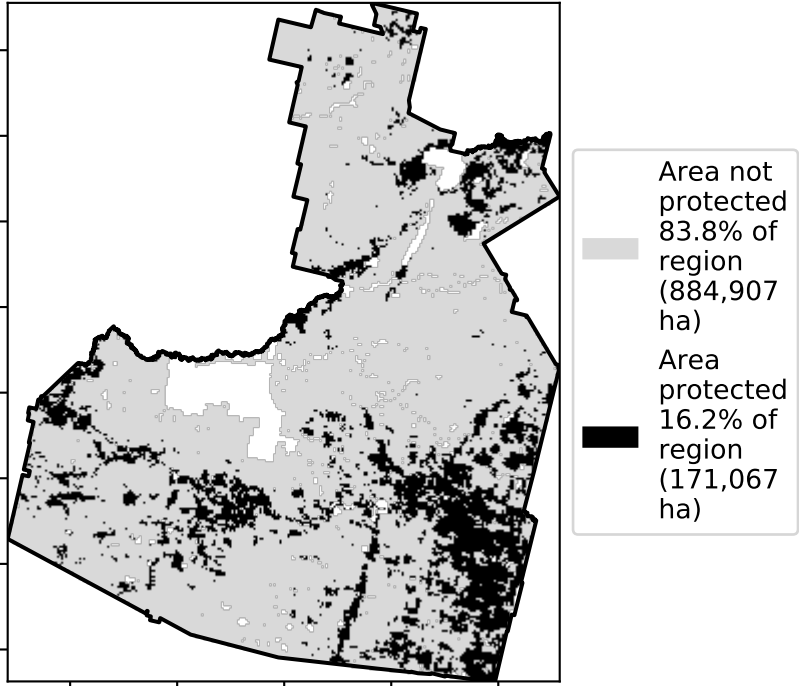 Area not
protected
83.8% of
region
(884,907
ha)
Area
protected
16.2% of
region
(171,067
ha)